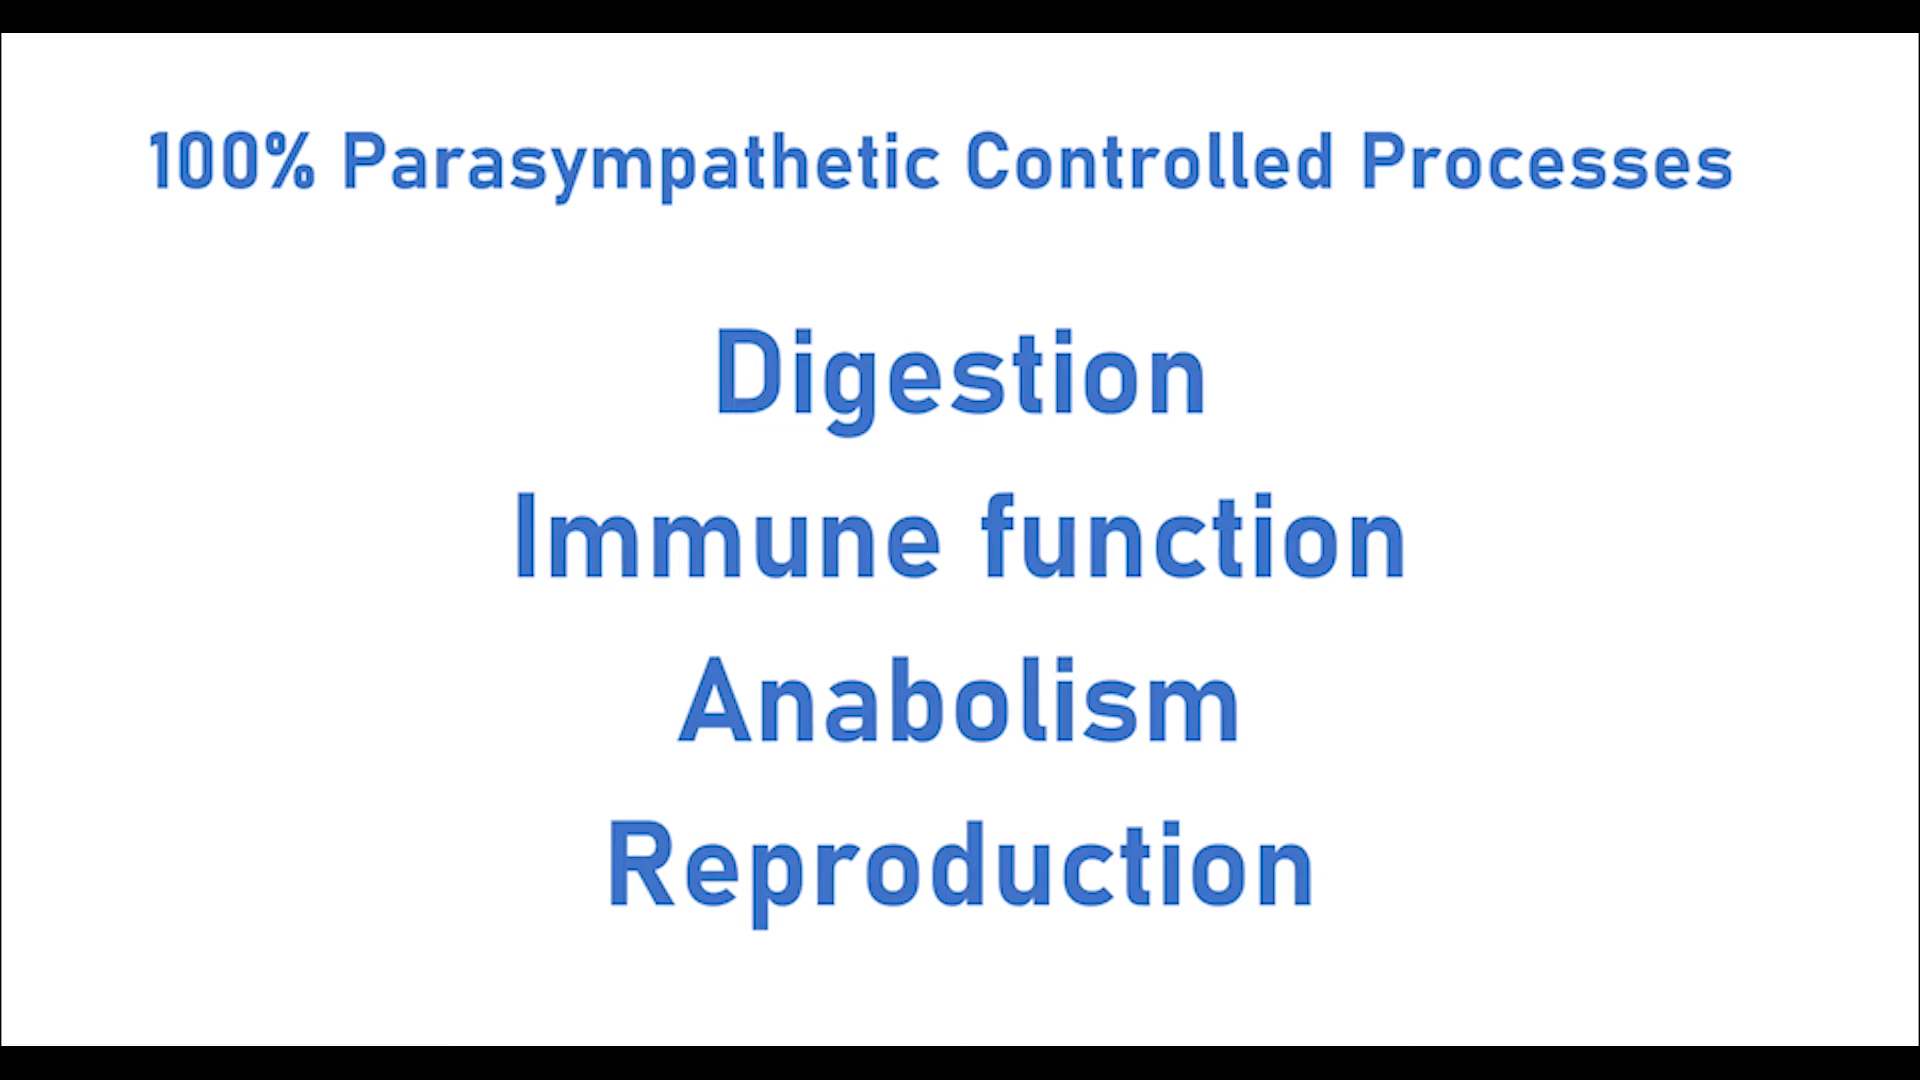 100% Parasympathetic Controlled Processes
Digestion
Immune function
Anabolism
Reproduction